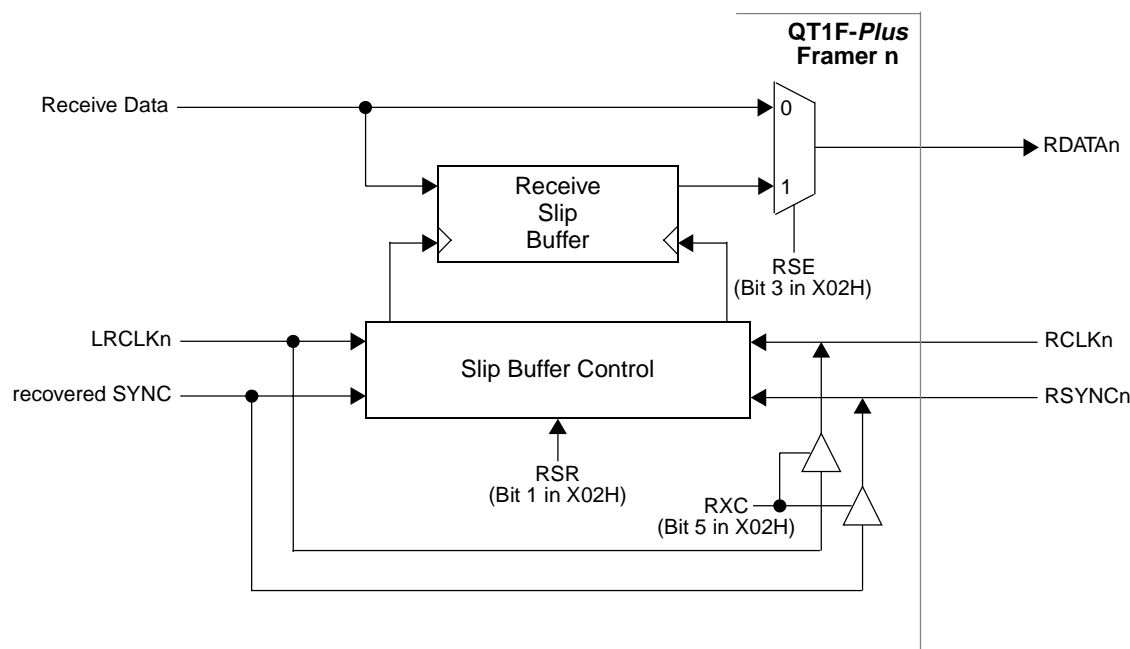 QT1F-Plus
Framer n
Receive Data
0
RDATAn
1
Receive
Slip
Buffer
RSE
(Bit 3 in X02H)
LRCLKn
RCLKn
Slip Buffer Control
recovered SYNC
RSYNCn
RSR
(Bit 1 in X02H)
RXC
(Bit 5 in X02H)